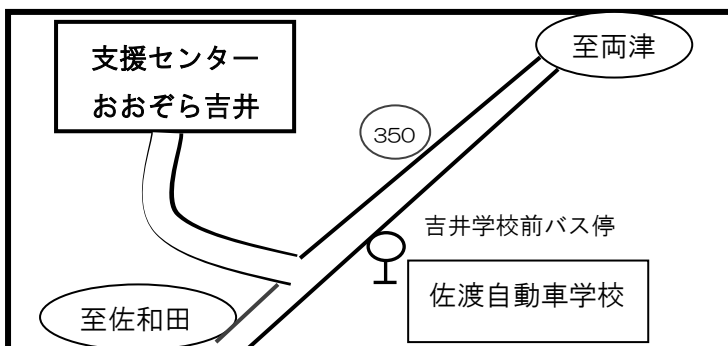 支援センター
おおぞら吉井
至両津
350
吉井学校前バス停
佐渡自動車学校
至佐和田